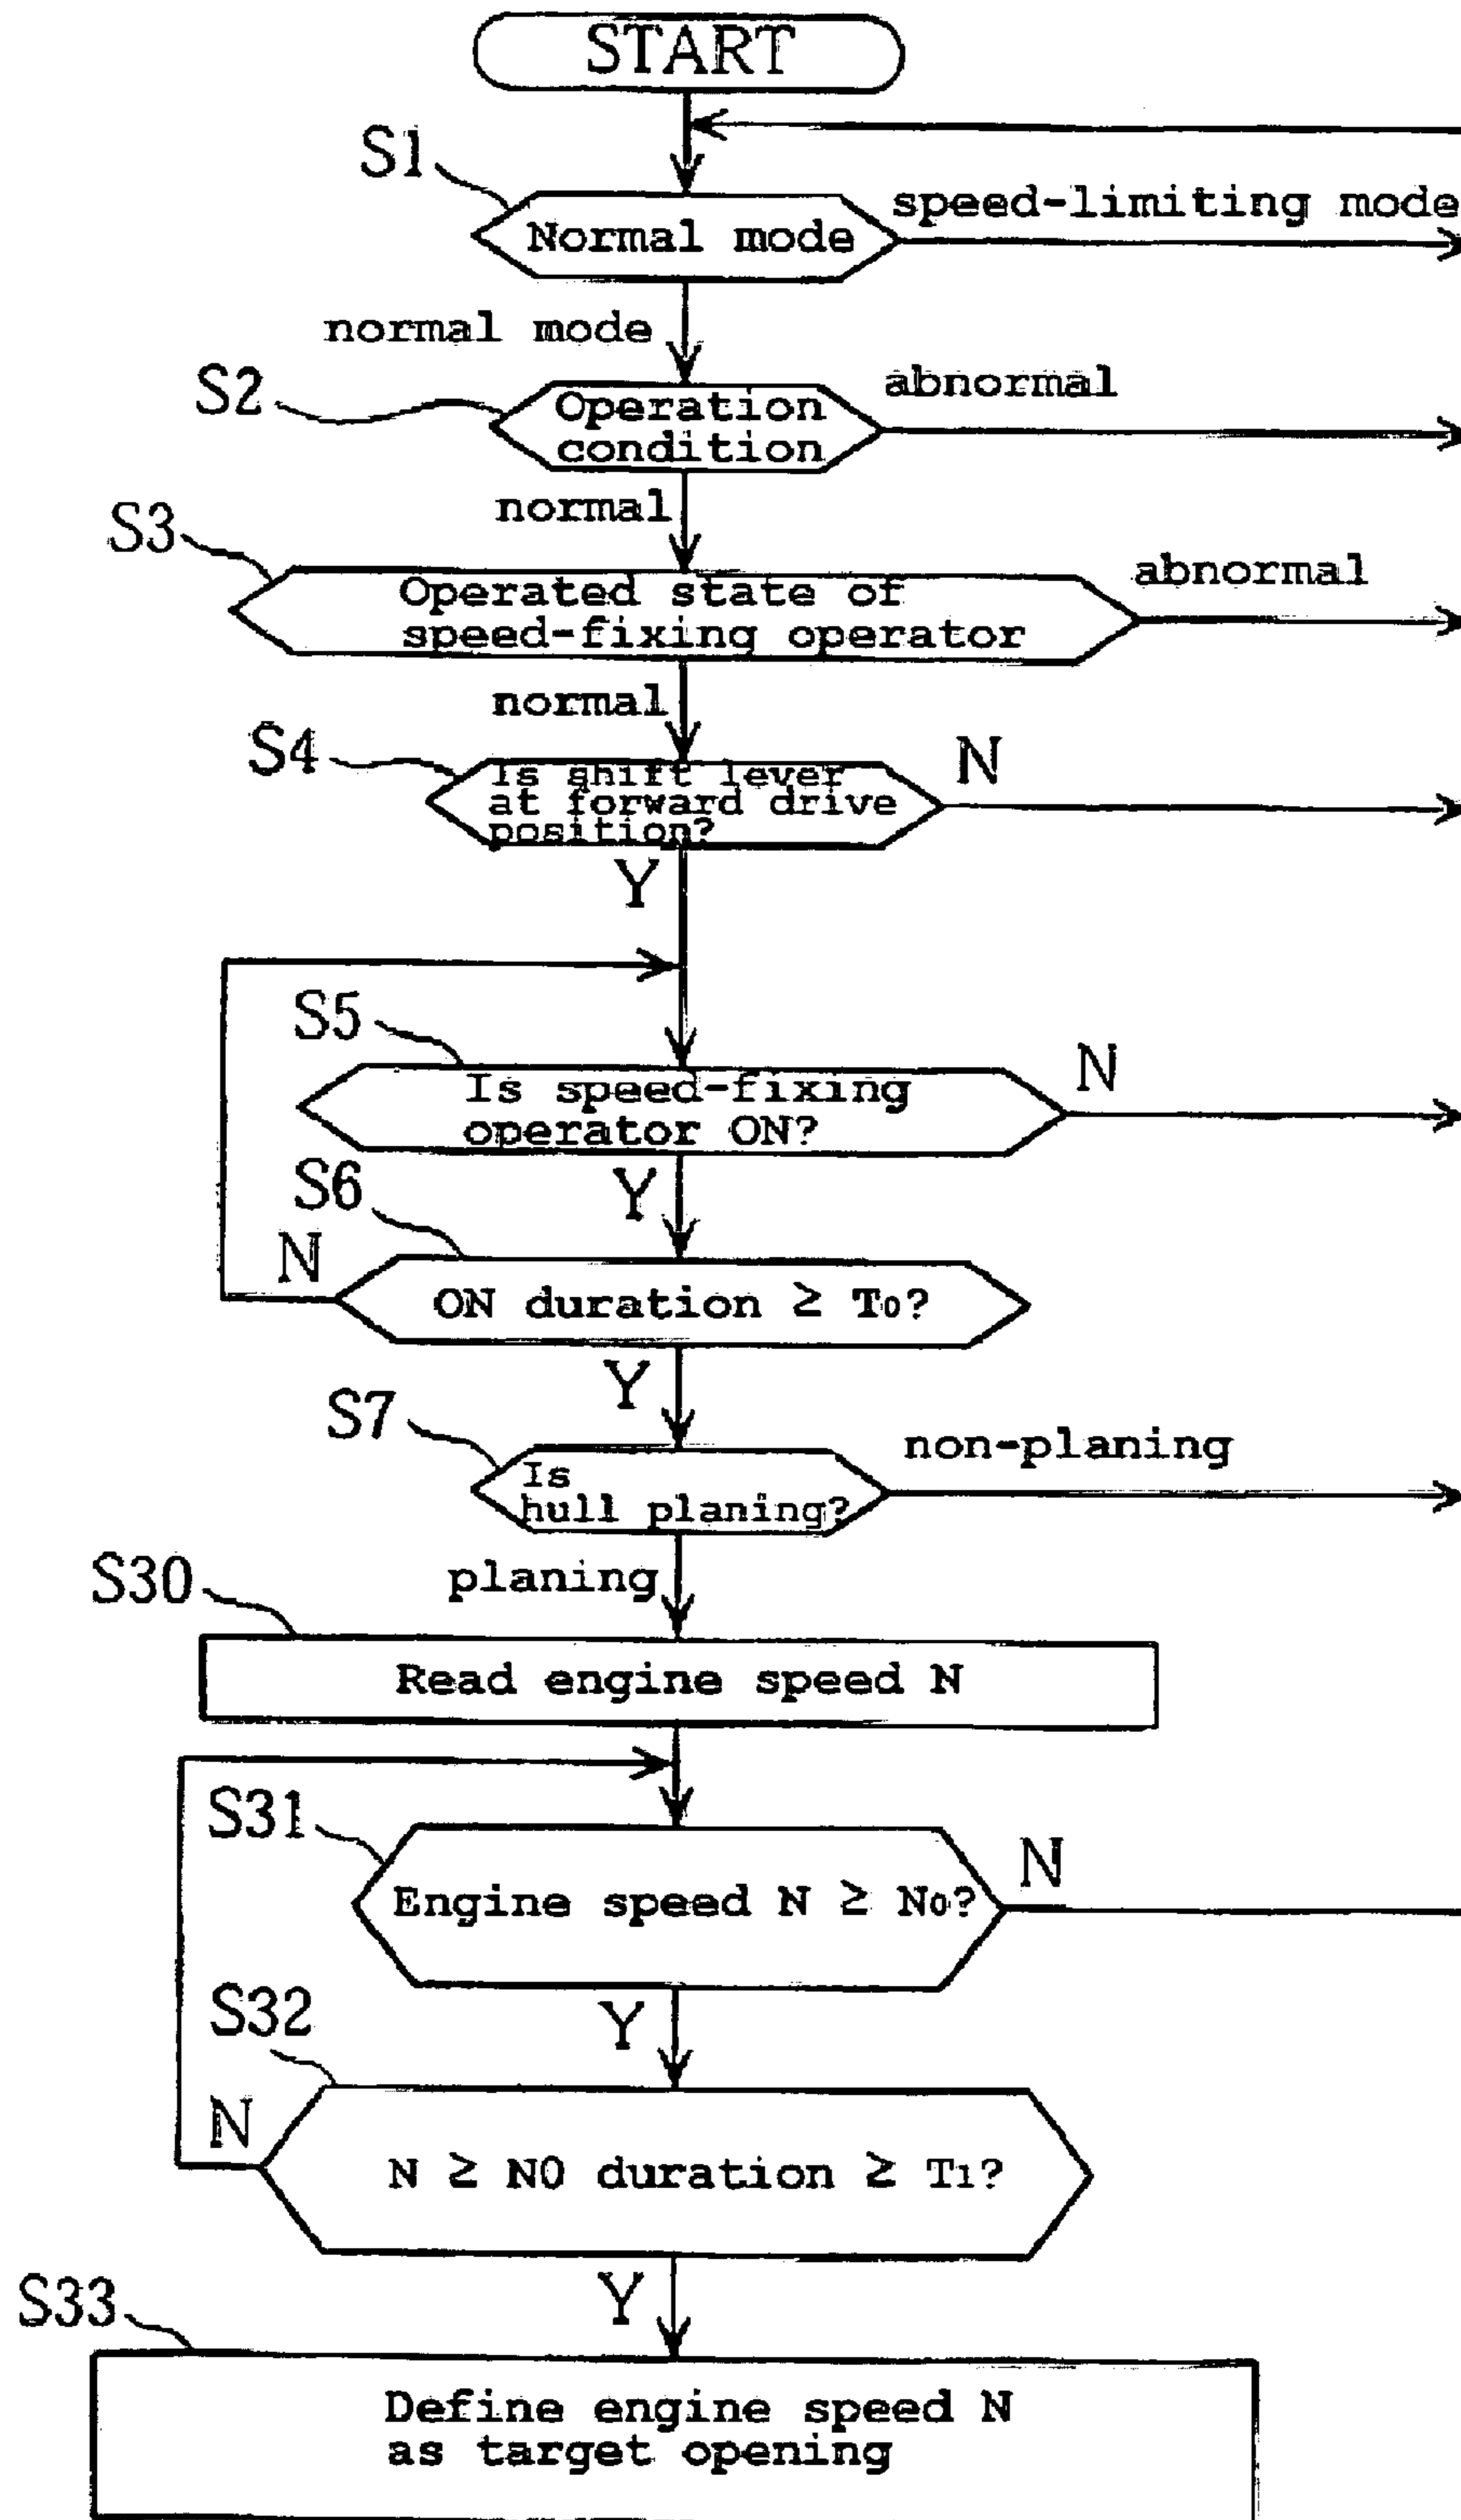 START
S1
speed-limiting mode
Normal mode
normal mode
S2
abnormal
Operation
condition
normal
S3
abnormal
Operated state of
speed-fixing operator
normal
S4
N
Is shift lever
at forward drive
position?
Y
S5
N
Is speed-fixing
operator ON?
S6
Y
N
ON duration ≥ T0?
Y
S7
non-planing
Is
hull planing?
S30
planing
Read engine speed N
S31
N
Engine speed N ≥ N0?
S32
Y
N
N ≥ N0 duration ≥ T1?
S33
Y
Define engine speed N
as target opening